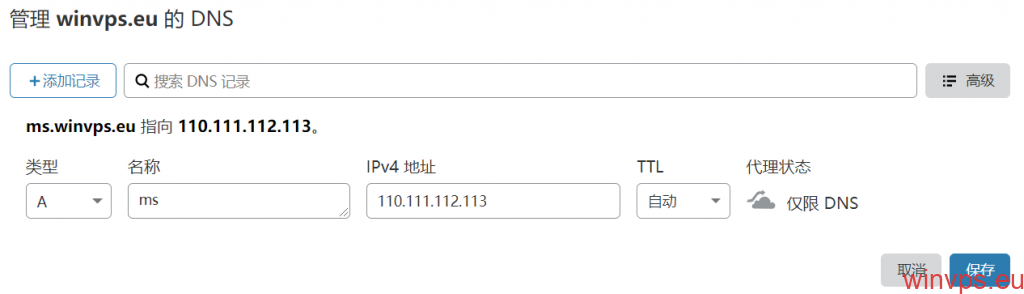 管理 winvps.eu 的 DNS
+添加记录
搜索 DNS 记录
高级
ms.winvps.eu 指向 110.111.112.113。
类型 名称 IPv4 地址 TTL 代理状态
A ms 110.111.112.113 自动 仅限 DNS
取消 保存
winvps.eu